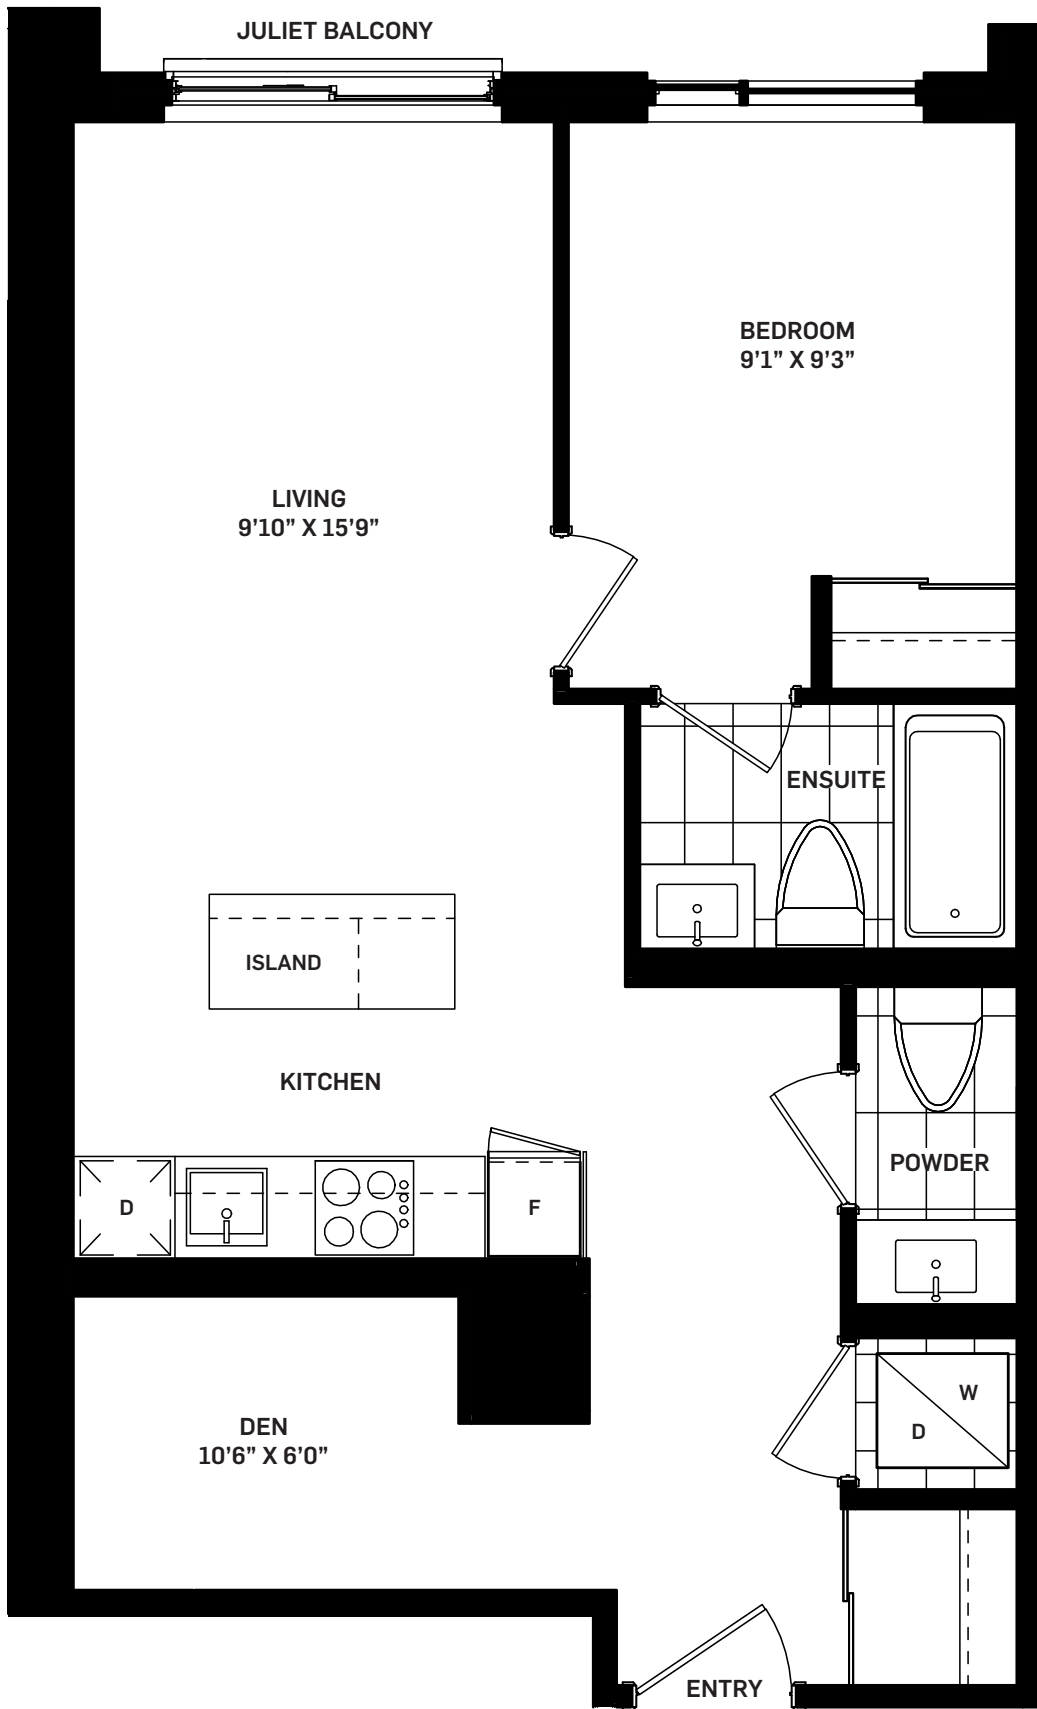 JULIET BALCONY
BEDROOM
9’1” X 9’3”
LIVING
9’10” X 15’9”
ENSUITE
ISLAND
KITCHEN
POWDER
D
F
W
D
DEN
10’6” X 6’0”
ENTRY